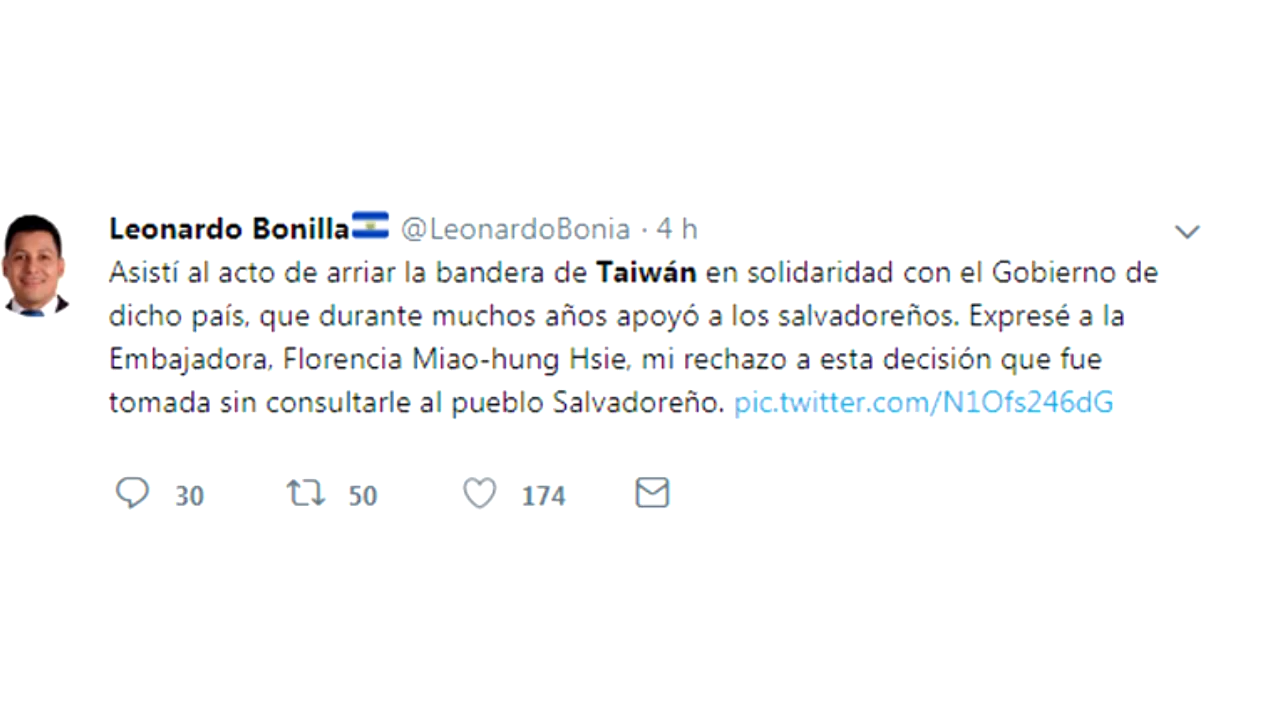 Leonardo Bonilla @LeonardoBonia · 4 h
Asistí al acto de arriar la bandera de Taiwán en solidaridad con el Gobierno de
dicho país, que durante muchos años apoyó a los salvadoreños. Expresé a la
Embajadora, Florencia Miao-hung Hsie, mi rechazo a esta decisión que fue
tomada sin consultarle al pueblo Salvadoreño. pic.twitter.com/N1Ofs246dG
30 50 174